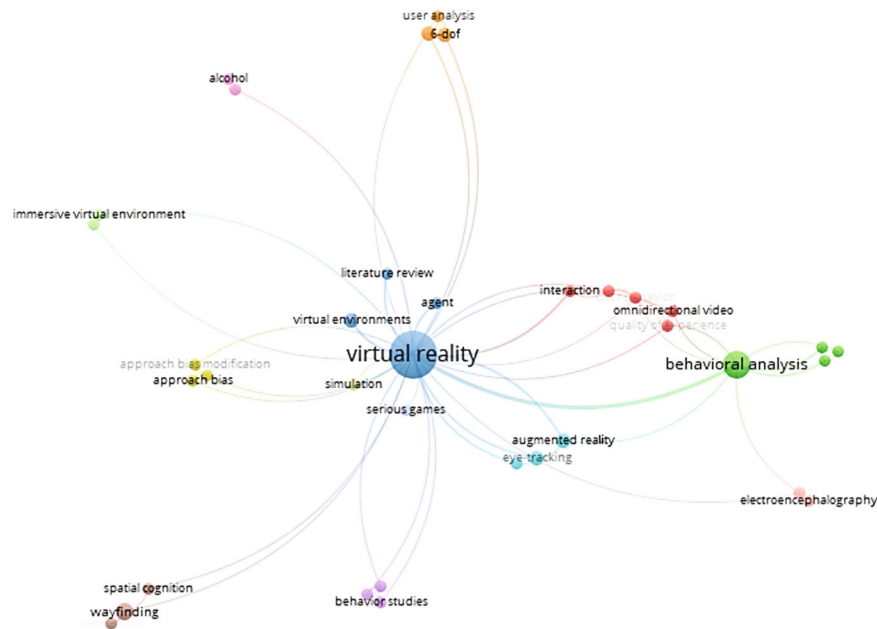 user analysis
6-dof
alcohol
immersive virtual environment
literature review
agent
interaction
omnidirectional video
virtual environments
quality of experience
virtual reality
approach bias modification
behavioral analysis
approach bias
simulation
serious games
augmented reality
eye-tracking
electroencephalography
spatial cognition
behavior studies
wayfinding